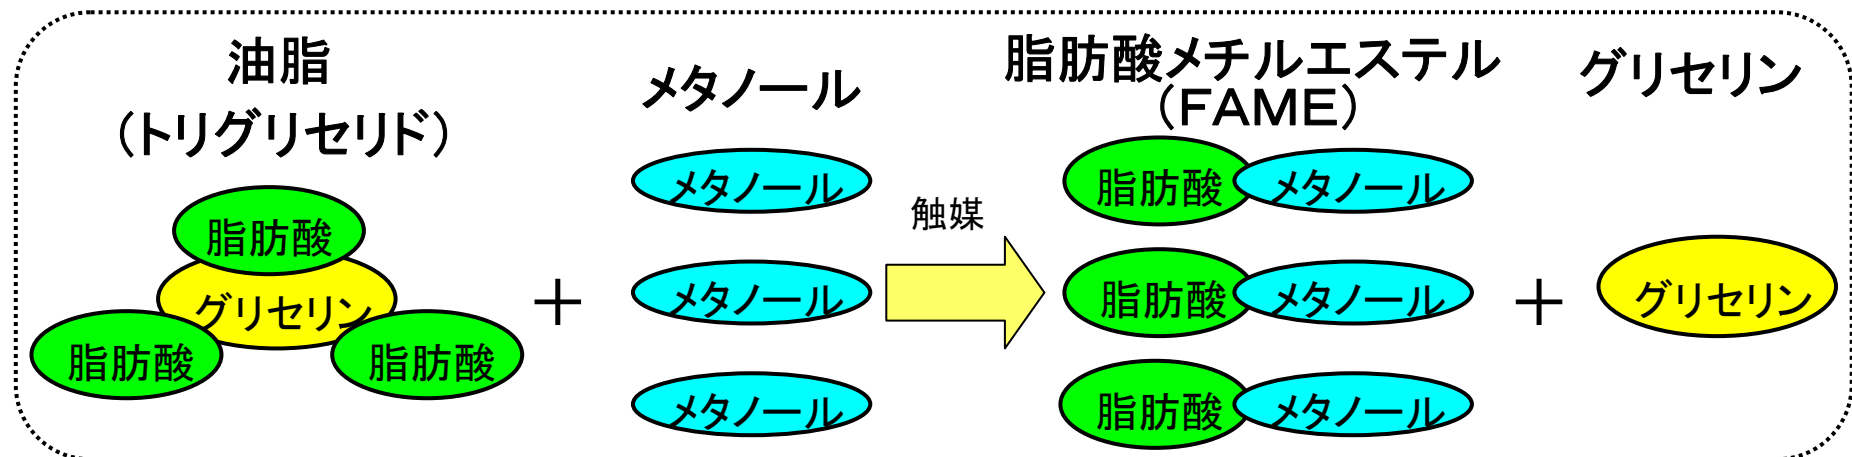 油脂
（トリグリセリド）
メタノール
脂肪酸メチルエステル
（FAME）
グリセリン
脂肪酸
グリセリン
脂肪酸
脂肪酸
＋
メタノール
メタノール
メタノール
触媒
脂肪酸
メタノール
脂肪酸
メタノール
脂肪酸
メタノール
＋
グリセリン